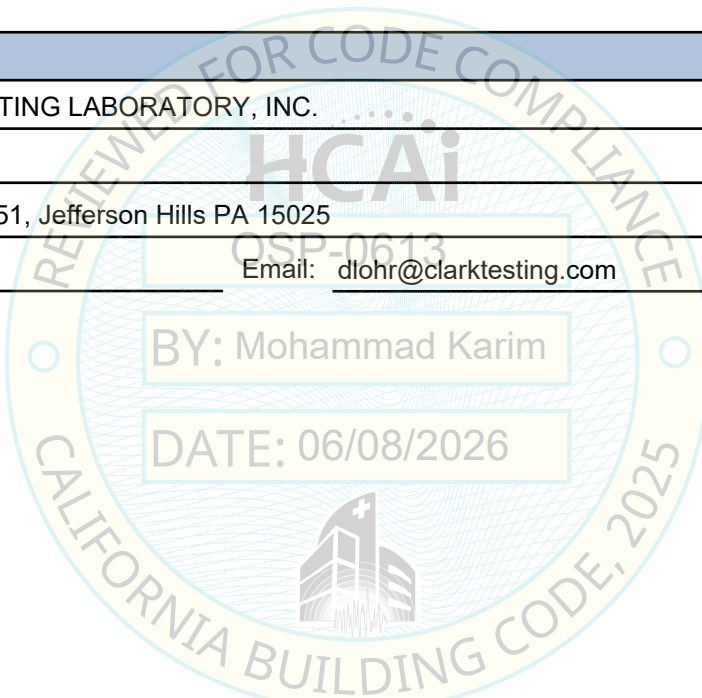 REVIEWED FOR CODE COMPLIANCE
TING LABORATORY, INC.
HCAi
51, Jefferson Hills PA 15025
OSP-0613
Email: dlohr@clarktesting.com
BY: Mohammad Karim
DATE: 06/08/2026
CALIFORNIA BUILDING CODE, 2025